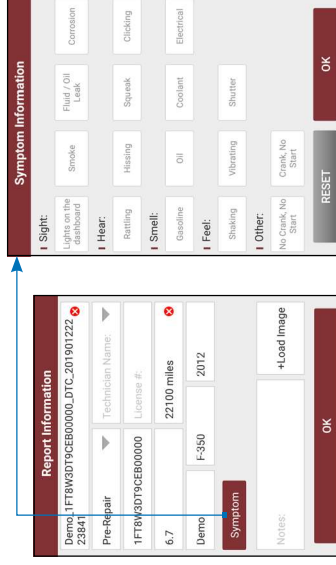 Report Information
Demo_1FT8W3DT9CEB00000_DTC_201901222
23841
Pre-Repair
Technician Name:
1FT8W3DT9CEB00000
License #:
6.7
22100 miles
Demo
F-350
2012
Symptom
Notes:
+Load Image
OK
Symptom Information
Sight:
Lights on the
dashboard
Smoke
Fluid / Oil
Leak
Corrosion
Hear:
Rattling
Hissing
Squeak
Clicking
Smell:
Gasoline
Oil
Coolant
Electrical
Feel:
Shaking
Vibrating
Shutter
Other:
No Crank, No
Start
Crank, No
Start
RESET
OK